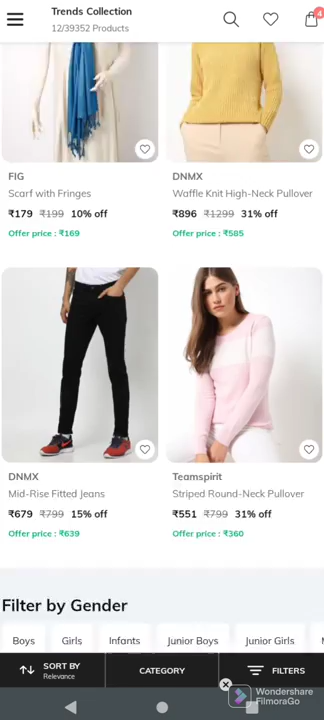 Trends Collection
12/39352 Products
4
FIG
Scarf with Fringes
₹179 ₹199 10% off
Offer price : ₹169
DNMX
Waffle Knit High-Neck Pullover
₹896 ₹1299 31% off
Offer price : ₹585
DNMX
Mid-Rise Fitted Jeans
₹679 ₹799 15% off
Offer price : ₹639
Teamspirit
Striped Round-Neck Pullover
₹551 ₹799 31% off
Offer price : ₹360
Filter by Gender
Boys Girls Infants Junior Boys Junior Girls
SORT BY
Relevance
CATEGORY
FILTERS
Wondershare
FilmoraGo